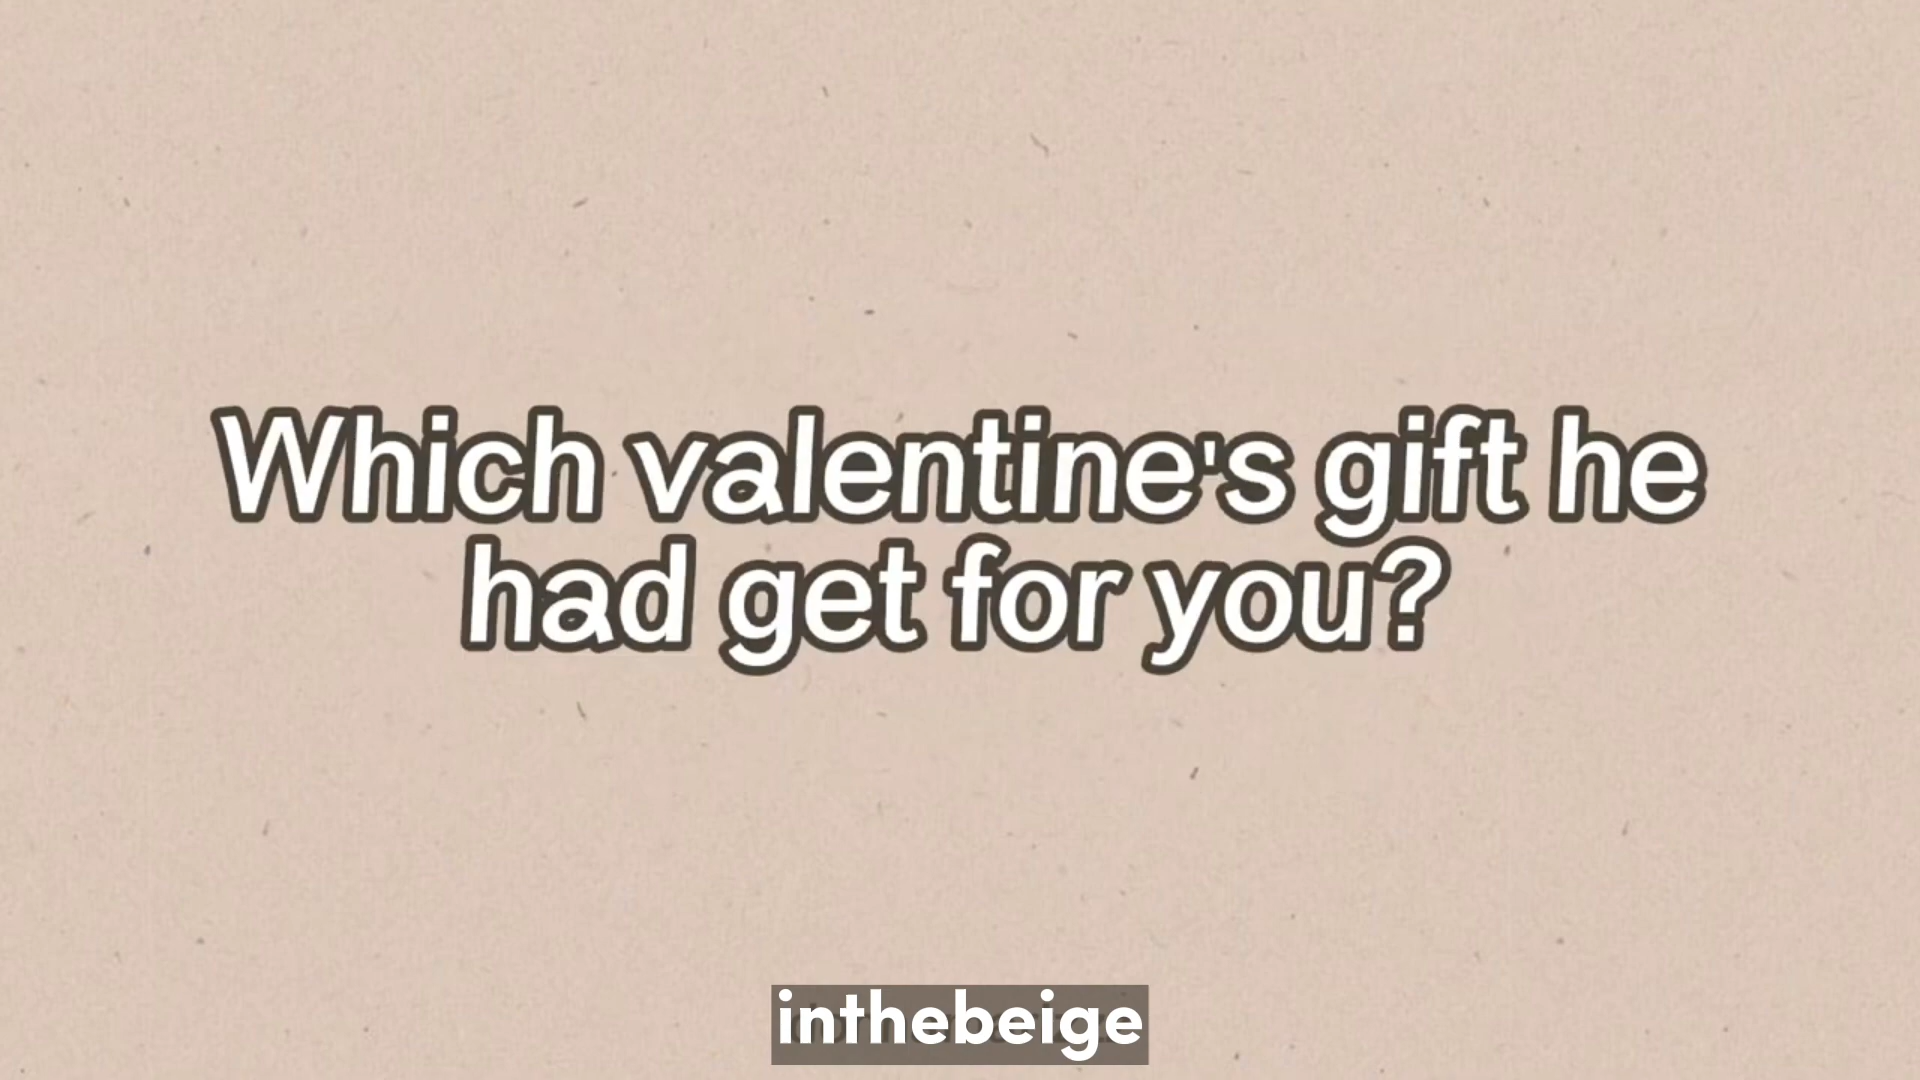 Which valentine's gift he
had get for you?
inthebeige